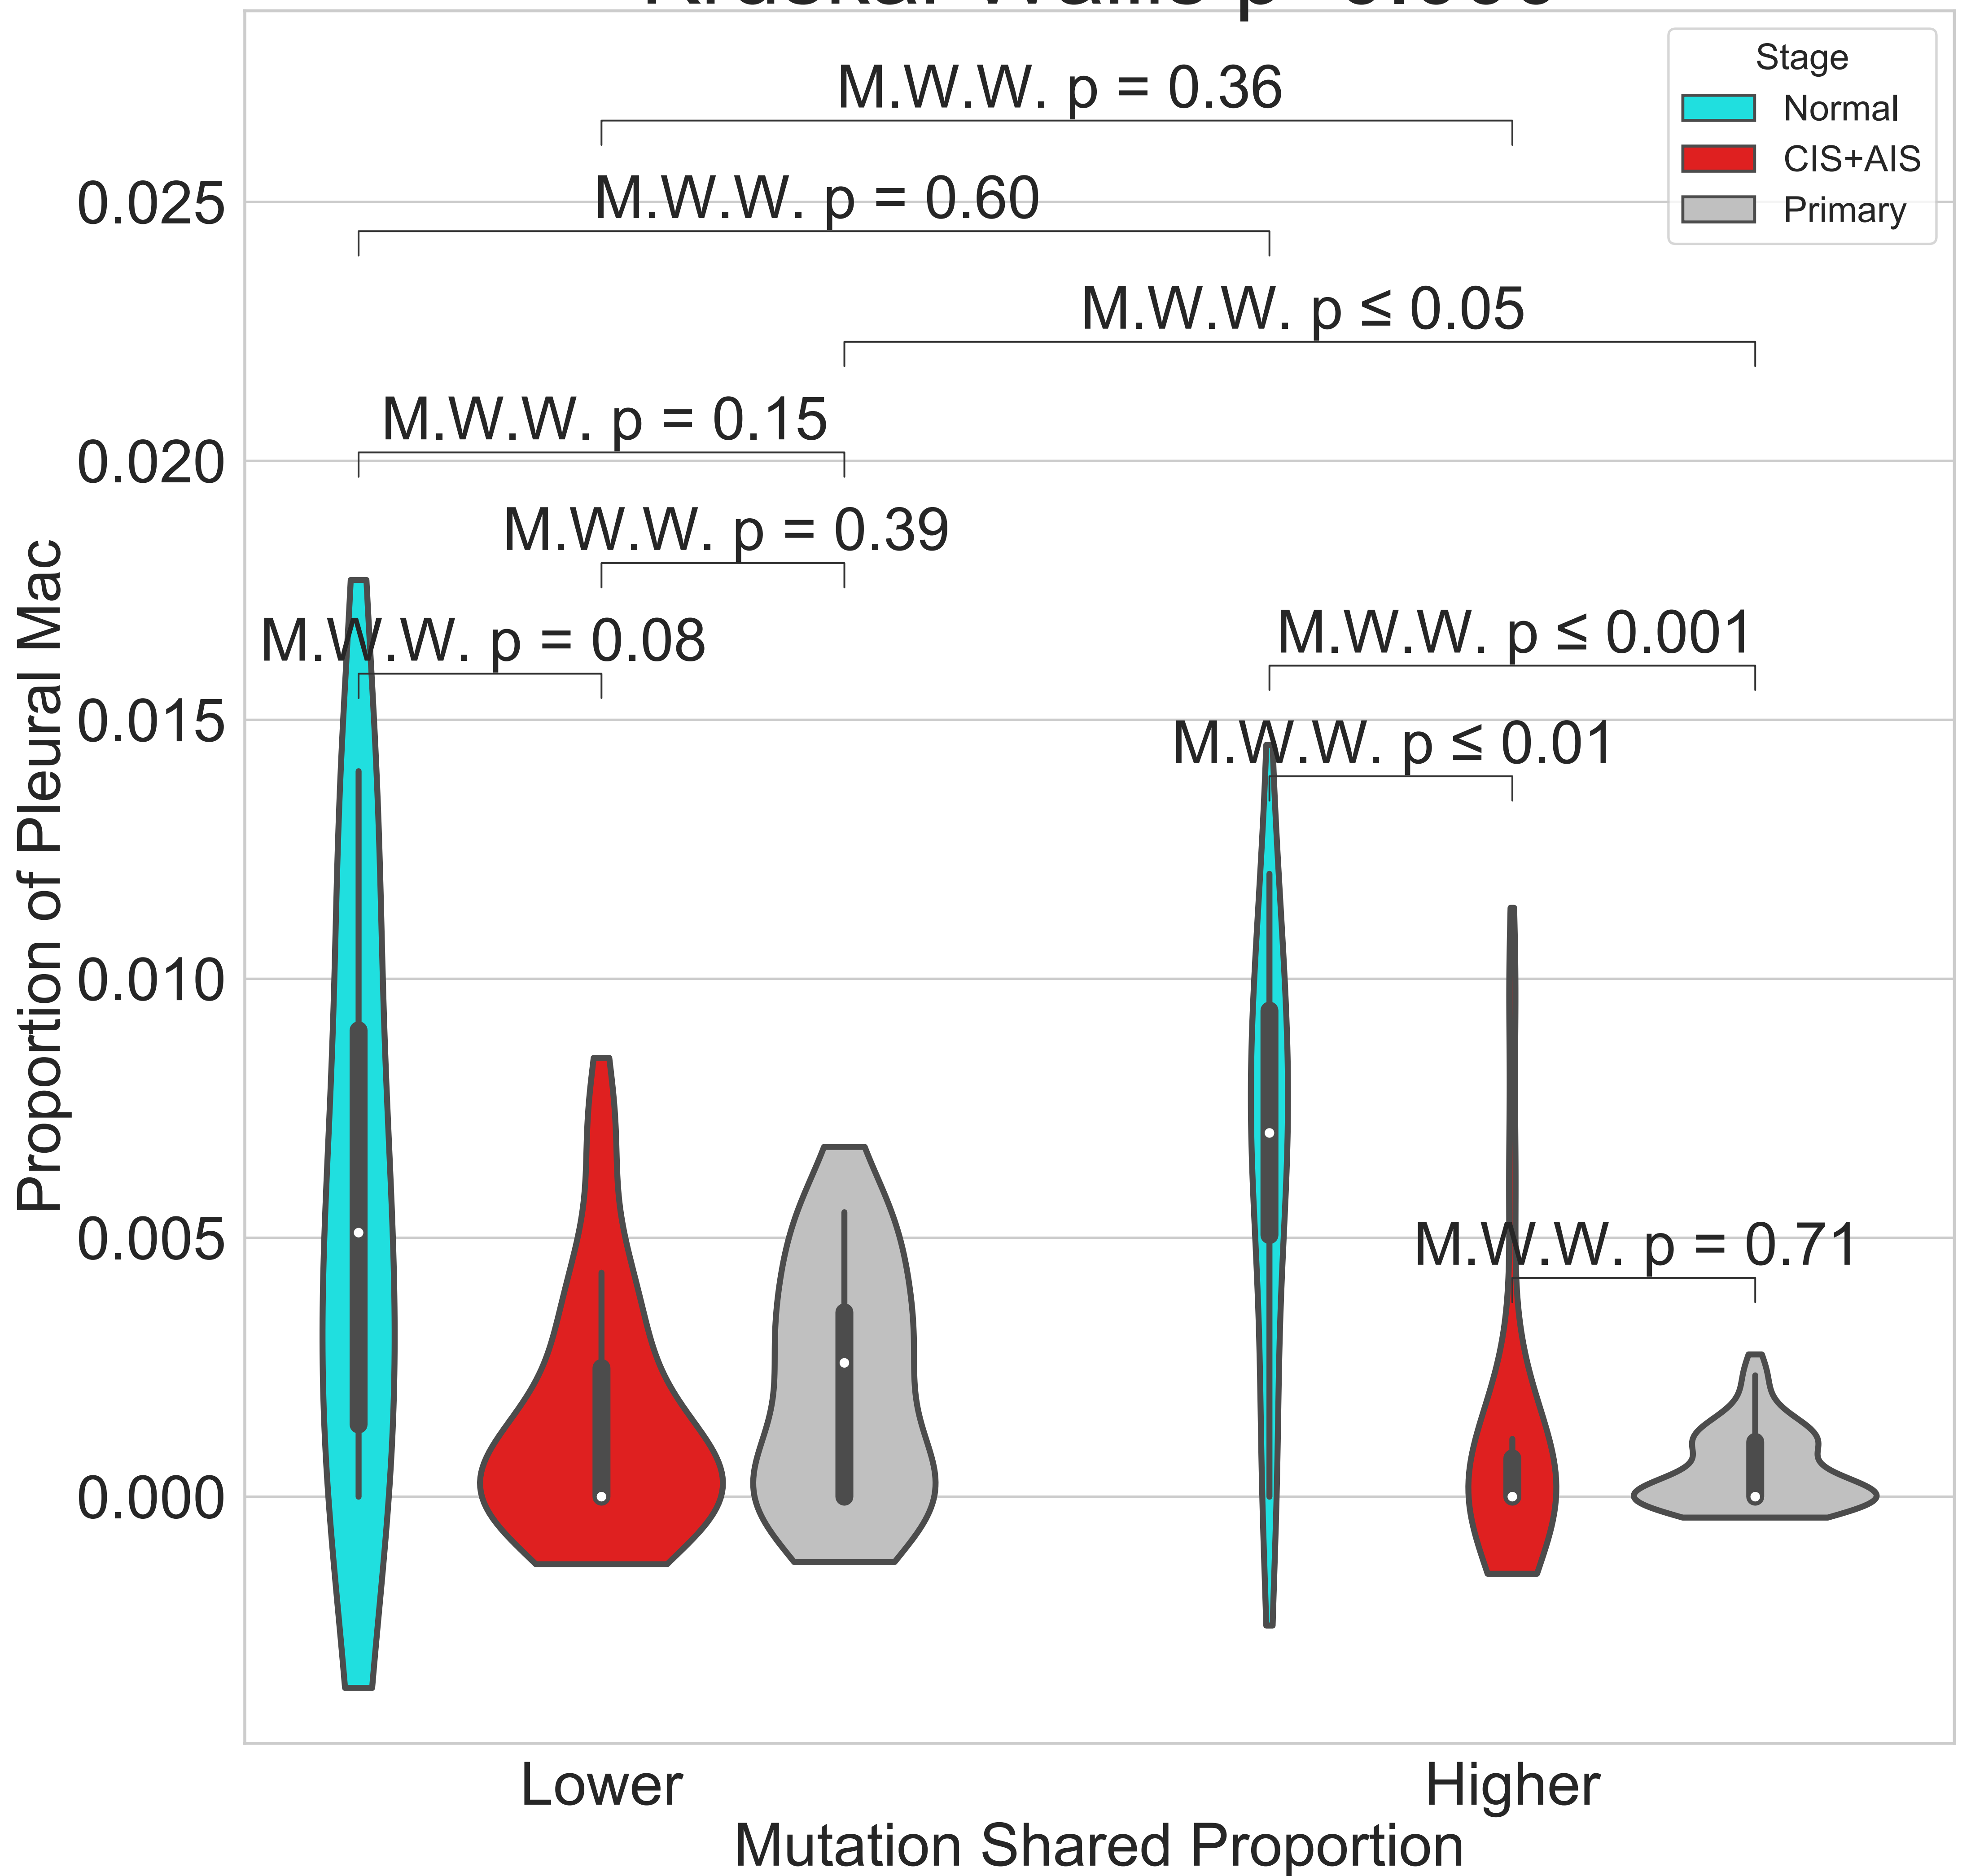 Stage
Normal
CIS+AIS
Primary
M.W.W. p = 0.36
M.W.W. p = 0.60
M.W.W. p ≤ 0.05
M.W.W. p = 0.15
M.W.W. p = 0.39
M.W.W. p = 0.08
M.W.W. p ≤ 0.001
M.W.W. p ≤ 0.01
M.W.W. p = 0.71
0.025
0.020
0.015
0.010
0.005
0.000
Proportion of Pleural Mac
Lower
Higher
Mutation Shared Proportion